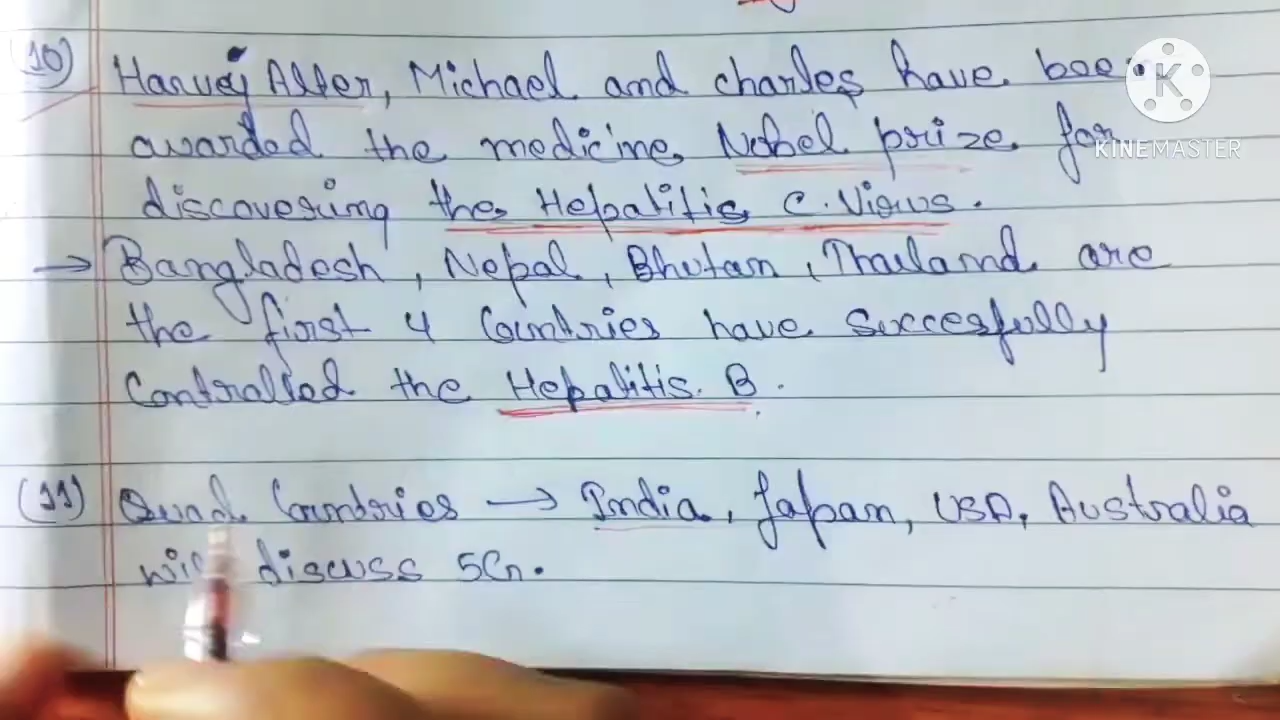 (10) Harvey Alter, Michael and charles have been
awarded the medicine Nobel prize for
discovering the Hepatitis C. Virus.
→ Bangladesh, Nepal, Bhutan, Thailand are
the first 4 Countries have Succesfully
Controlled the Hepatitis. B.
(11) Quad Countries → India, Japan, USA, Australia
will discuss 5G.
K
KINEMASTER